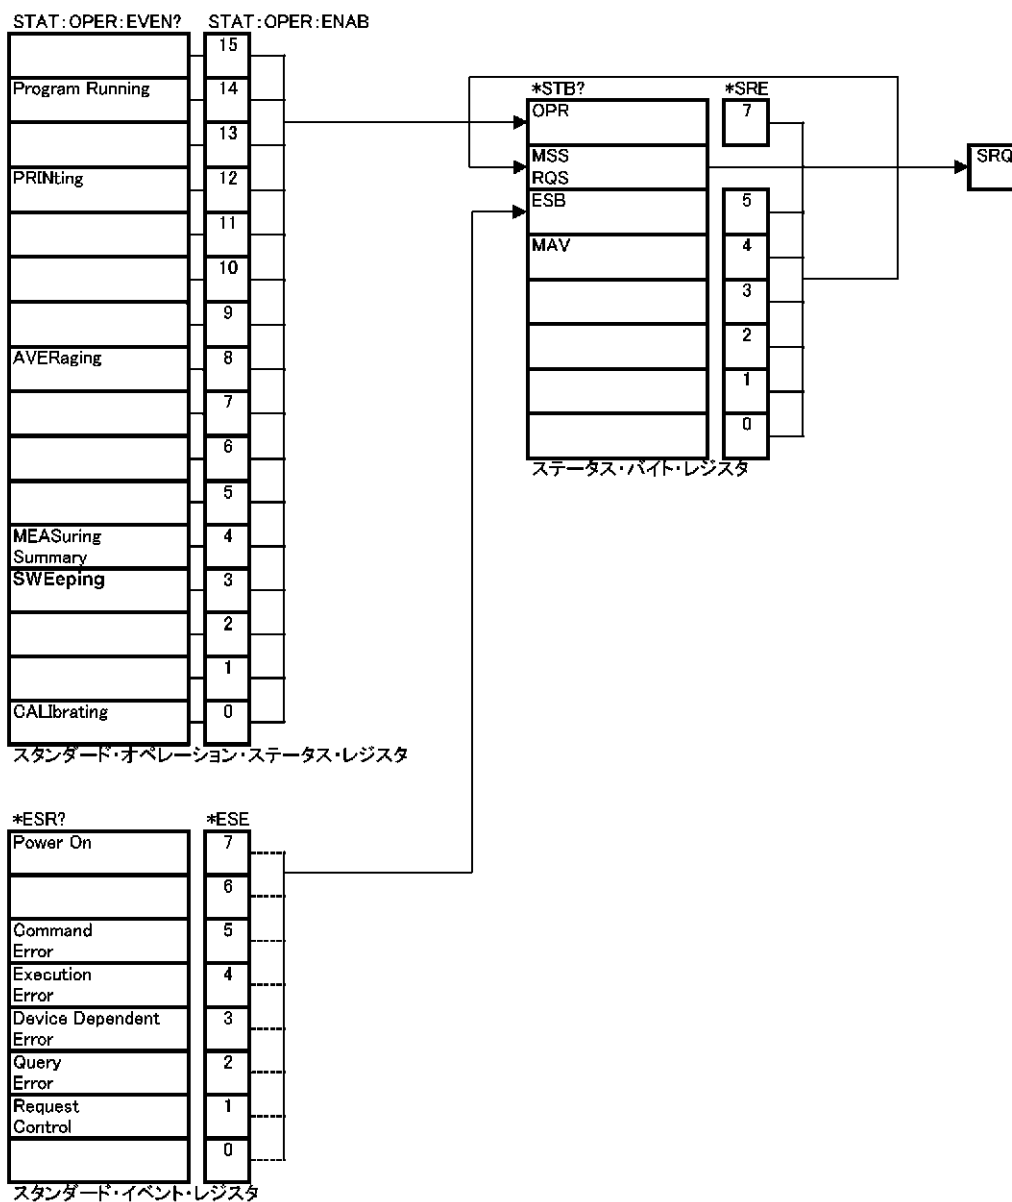 STAT:OPER:EVEN? STAT:OPER:ENAB
15
Program Running 14
13
PRINting 12
11
10
9
AVERaging 8
7
6
5
MEASuring 4
Summary
SWEeping 3
2
1
CALIbrating 0
スタンダード・オペレーション・ステータス・レジスタ
*STB? *SRE
OPR 7
MSS
RQS
ESB 5
MAV 4
3
2
1
0
ステータス・バイト・レジスタ
SRQ
*ESR? *ESE
Power On 7
6
Command 5
Error
Execution 4
Error
Device Dependent 3
Error
Query 2
Error
Request 1
Control
0
スタンダード・イベント・レジスタ